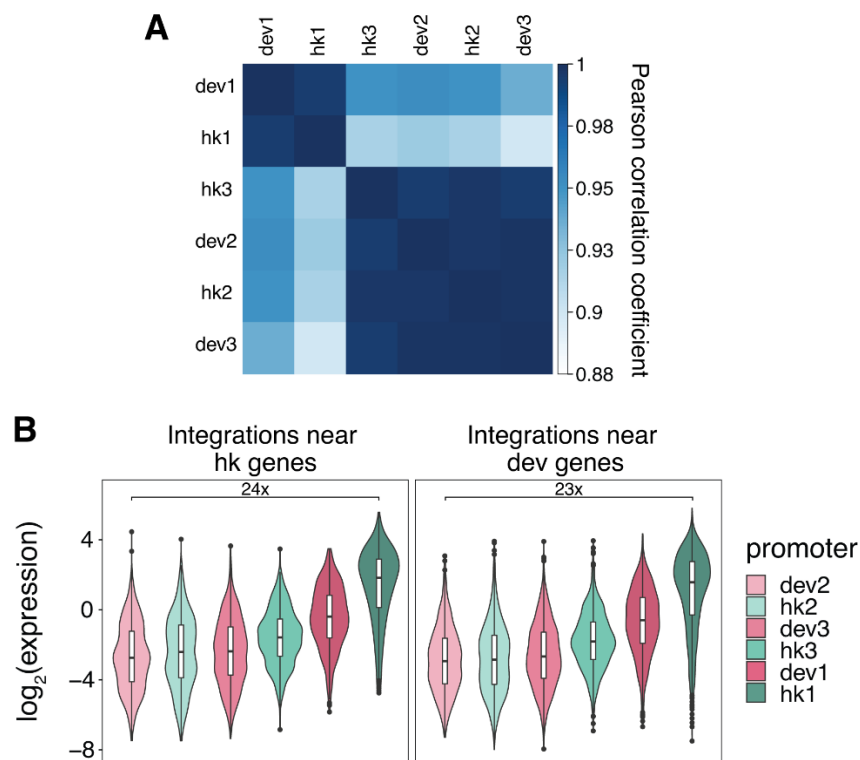 A
dev1 hk1 hk3 dev2 hk2 dev3
dev1
hk1
hk3
dev2
hk2
dev3
1
0.98
0.95
0.93
0.9
0.88
Pearson correlation coefficient
B
Integrations near
hk genes
Integrations near
dev genes
24x
23x
log2(expression)
4
0
−4
−8
promoter
dev2
hk2
dev3
hk3
dev1
hk1